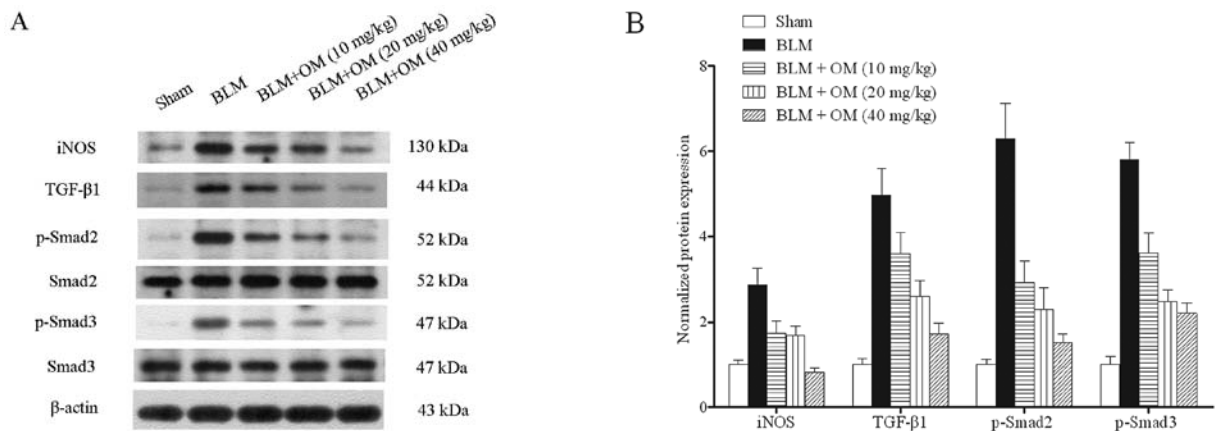 A
Sham
BLM
BLM+OM (10 mg/kg)
BLM+OM (20 mg/kg)
BLM+OM (40 mg/kg)
iNOS
130 kDa
TGF-β1
44 kDa
p-Smad2
52 kDa
Smad2
52 kDa
p-Smad3
47 kDa
Smad3
47 kDa
β-actin
43 kDa
B
Sham
BLM
BLM + OM (10 mg/kg)
BLM + OM (20 mg/kg)
BLM + OM (40 mg/kg)
Normalized protein expression
8
6
4
2
0
iNOS
TGF-β1
p-Smad2
p-Smad3